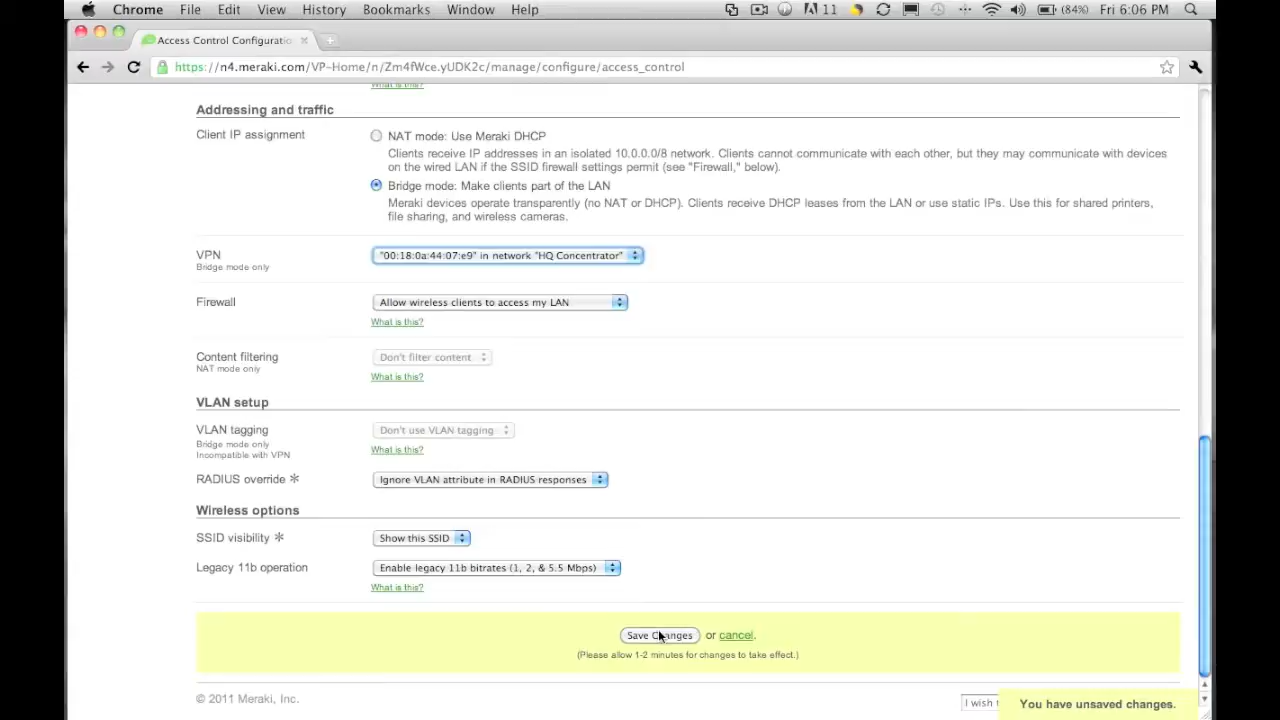 Chrome File Edit View History Bookmarks Window Help 11 (84%) Fri 6:06 PM
Access Control Configuratio
https://n4.meraki.com/VP-Home/n/Zm4fWce.yUDK2c/manage/configure/access_control
What is this?
Addressing and traffic
Client IP assignment
NAT mode: Use Meraki DHCP
Clients receive IP addresses in an isolated 10.0.0.0/8 network. Clients cannot communicate with each other, but they may communicate with devices
on the wired LAN if the SSID firewall settings permit (see "Firewall," below).
Bridge mode: Make clients part of the LAN
Meraki devices operate transparently (no NAT or DHCP). Clients receive DHCP leases from the LAN or use static IPs. Use this for shared printers,
file sharing, and wireless cameras.
VPN "00:18:0a:44:07:e9" in network "HQ Concentrator"
Bridge mode only
Firewall Allow wireless clients to access my LAN
What is this?
Content filtering Don't filter content
NAT mode only
What is this?
VLAN setup
VLAN tagging Don't use VLAN tagging
Bridge mode only
What is this?
Incompatible with VPN
RADIUS override * Ignore VLAN attribute in RADIUS responses
Wireless options
SSID visibility * Show this SSID
Legacy 11b operation Enable legacy 11b bitrates (1, 2, & 5.5 Mbps)
What is this?
Save Changes or cancel.
(Please allow 1-2 minutes for changes to take effect.)
© 2011 Meraki, Inc. I wish
You have unsaved changes.